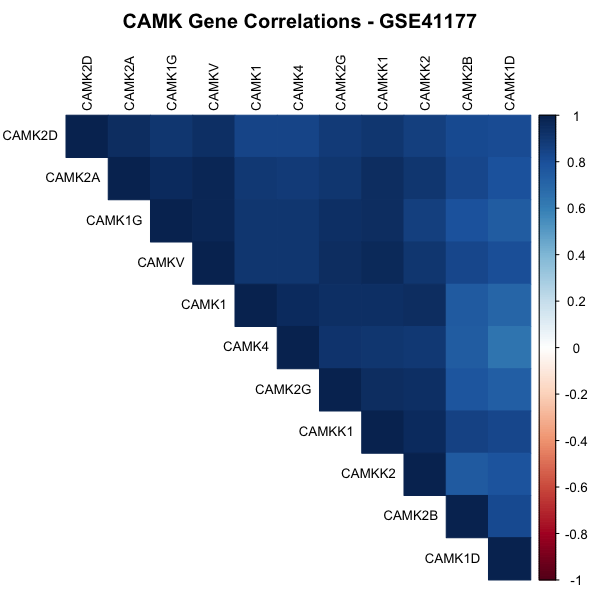 CAMK Gene Correlations - GSE41177
CAMK2D
CAMK2A
CAMK1G
CAMKV
CAMK1
CAMK4
CAMK2G
CAMKK1
CAMKK2
CAMK2B
CAMK1D
CAMK2D
CAMK2A
CAMK1G
CAMKV
CAMK1
CAMK4
CAMK2G
CAMKK1
CAMKK2
CAMK2B
CAMK1D
1
0.8
0.6
0.4
0.2
0
-0.2
-0.4
-0.6
-0.8
-1